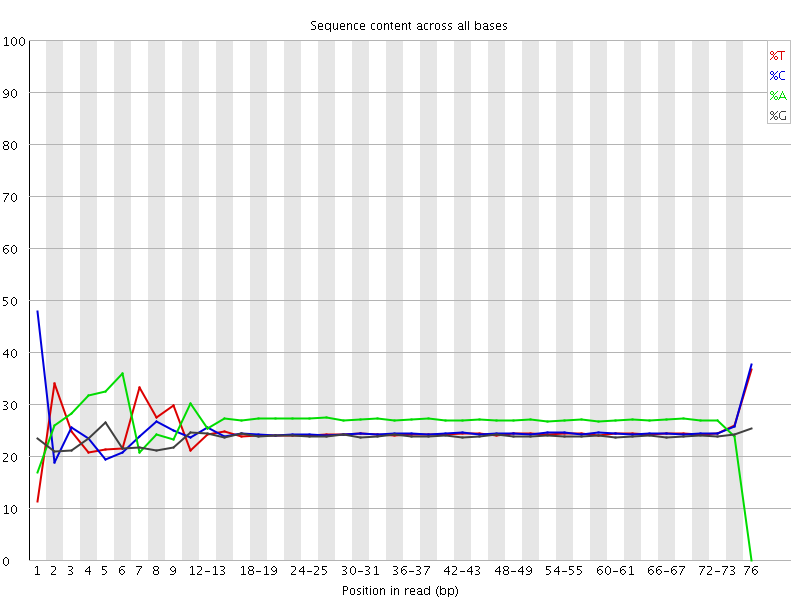 Sequence content across all bases
100
90
80
70
60
50
40
30
20
10
0
%T
%C
%A
%G
1 2 3 4 5 6 7 8 9 12-13 18-19 24-25 30-31 36-37 42-43 48-49 54-55 60-61 66-67 72-73 76
Position in read (bp)